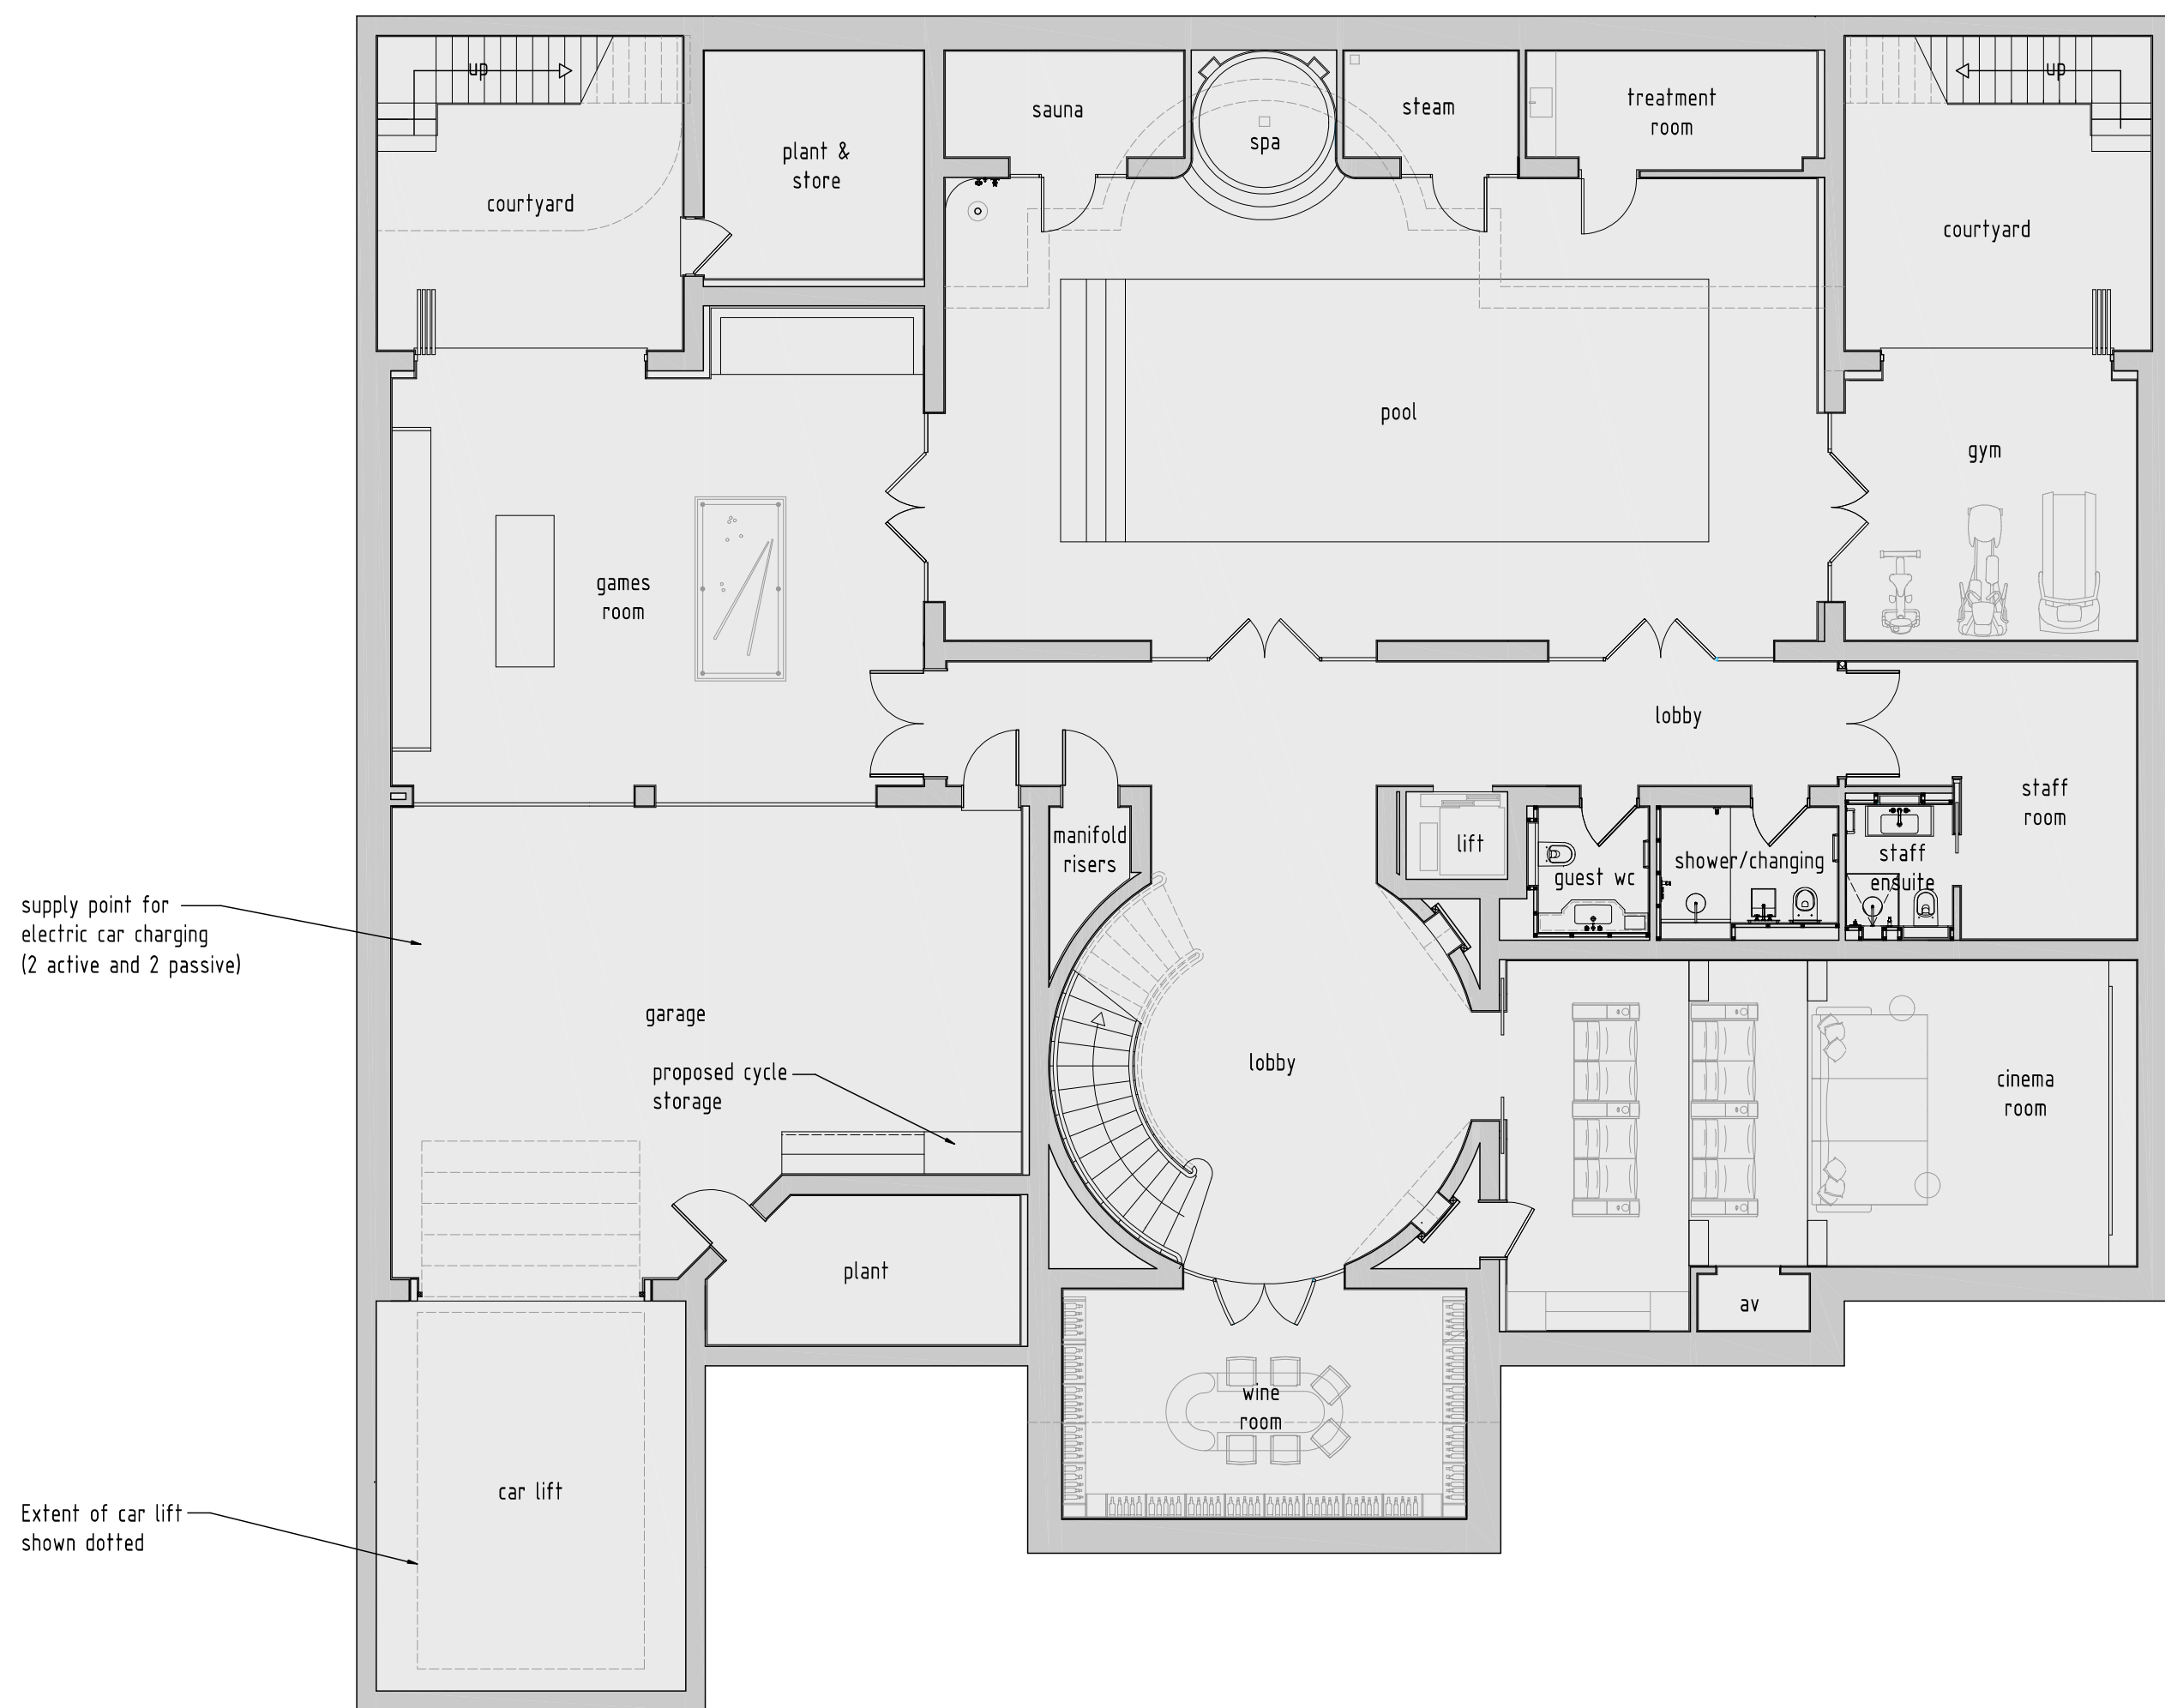 up
up
sauna
spa
steam
treatment
room
plant &
store
courtyard
courtyard
pool
gym
games
room
lobby
staff
room
manifold
risers
lift
guest wc
shower/changing
staff
ensuite
supply point for
electric car charging
(2 active and 2 passive)
garage
proposed cycle
storage
lobby
cinema
room
plant
av
wine
room
car lift
Extent of car lift
shown dotted